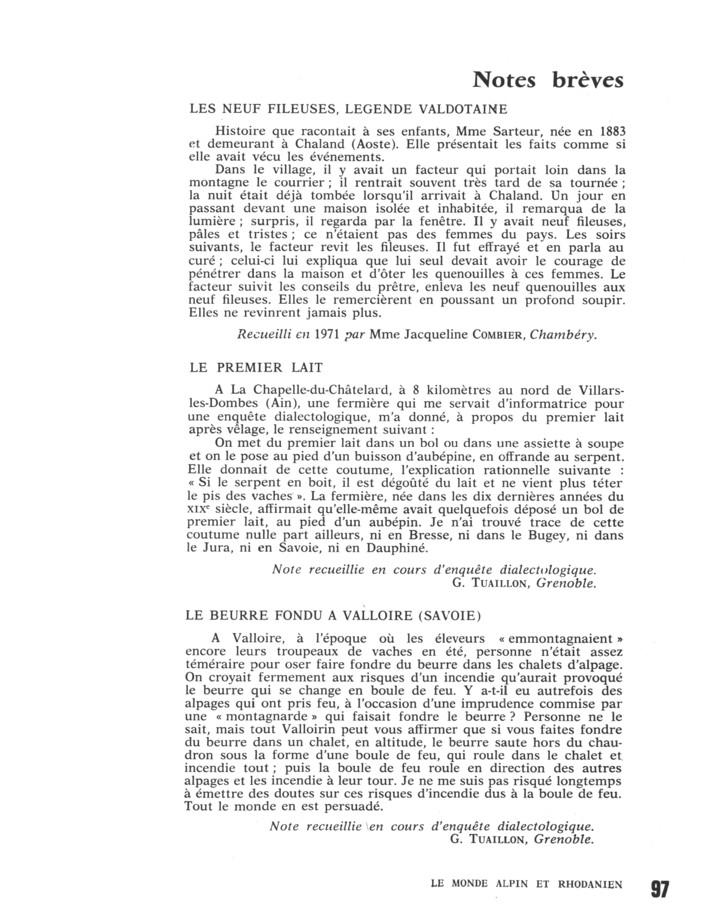 Notes brèves
LES NEUF FILEUSES, LEGENDE VALDOTAINE
Histoire que racontait à ses enfants, Mme Sarteur, née en 1883
et demeurant à Chaland (Aoste). Elle présentait les faits comme si
elle avait vécu les événements.
Dans le village, il y avait un facteur qui portait loin dans la
montagne le courrier ; il rentrait souvent très tard de sa tournée ;
la nuit était déjà tombée lorsqu'il arrivait à Chaland. Un jour en
passant devant une maison isolée et inhabitée, il remarqua de la
lumière ; surpris, il regarda par la fenêtre. Il y avait neuf fileuses,
pâles et tristes ; ce n'étaient pas des femmes du pays. Les soirs
suivants, le facteur revit les fileuses. Il fut effrayé et en parla au
curé ; celui-ci lui expliqua que lui seul devait avoir le courage de
pénétrer dans la maison et d'ôter les quenouilles à ces femmes. Le
facteur suivit les conseils du prêtre, enleva les neuf quenouilles aux
neuf fileuses. Elles le remercièrent en poussant un profond soupir.
Elles ne revinrent jamais plus.
Recueilli en 1971 par Mme Jacqueline COMBIER, Chambéry.
LE PREMIER LAIT
A La Chapelle-du-Châtelard, à 8 kilomètres au nord de Villars-
les-Dombes (Ain), une fermière qui me servait d'informatrice pour
une enquête dialectologique, m'a donné, à propos du premier lait
après vêlage, le renseignement suivant :
On met du premier lait dans un bol ou dans une assiette à soupe
et on le pose au pied d'un buisson d'aubépine, en offrande au serpent.
Elle donnait de cette coutume, l'explication rationnelle suivante :
« Si le serpent en boit, il est dégoûté du lait et ne vient plus téter
le pis des vaches ». La fermière, née dans les dix dernières années du
XIXe siècle, affirmait qu'elle-même avait quelquefois déposé un bol de
premier lait, au pied d'un aubépin. Je n'ai trouvé trace de cette
coutume nulle part ailleurs, ni en Bresse, ni dans le Bugey, ni dans
le Jura, ni en Savoie, ni en Dauphiné.
Note recueillie en cours d'enquête dialectologique.
G. TUAILLON, Grenoble.
LE BEURRE FONDU A VALLOIRE (SAVOIE)
A Valloire, à l'époque où les éleveurs « emmontagnaient »
encore leurs troupeaux de vaches en été, personne n'était assez
téméraire pour oser faire fondre du beurre dans les chalets d'alpage.
On croyait fermement aux risques d'un incendie qu'aurait provoqué
le beurre qui se change en boule de feu. Y a-t-il eu autrefois des
alpages qui ont pris feu, à l'occasion d'une imprudence commise par
une « montagnarde » qui faisait fondre le beurre ? Personne ne le
sait, mais tout Valloirin peut vous affirmer que si vous faites fondre
du beurre dans un chalet, en altitude, le beurre saute hors du chau-
dron sous la forme d'une boule de feu, qui roule dans le chalet et
incendie tout ; puis la boule de feu roule en direction des autres
alpages et les incendie à leur tour. Je ne me suis pas risqué longtemps
à émettre des doutes sur ces risques d'incendie dus à la boule de feu.
Tout le monde en est persuadé.
Note recueillie en cours d'enquête dialectologique.
G. TUAILLON, Grenoble.
LE MONDE ALPIN ET RHODANIEN 97